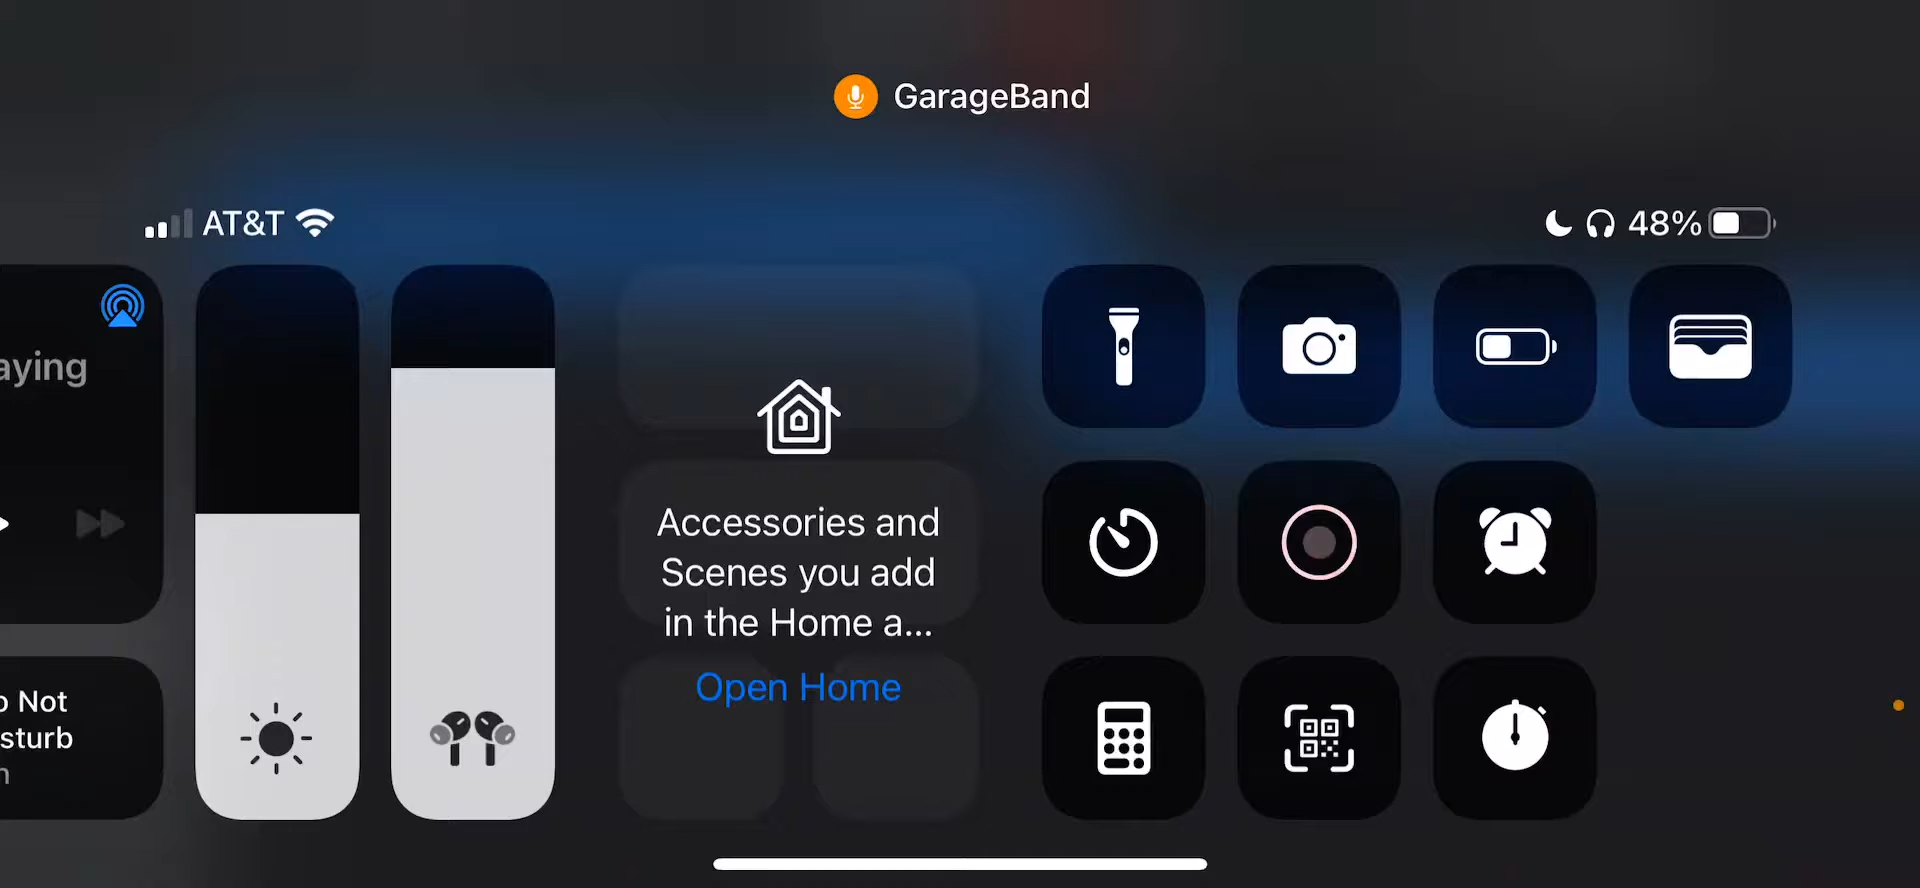 GarageBand
AT&T
48%
aying
Accessories and
Scenes you add
in the Home a...
Open Home
Not
sturb